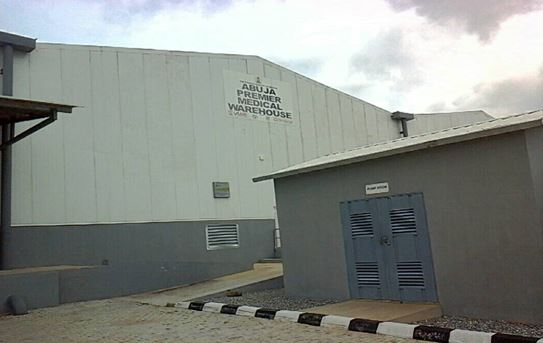 ABUJA
PREMIER
MEDICAL
WAREHOUSE
PUMP ROOM